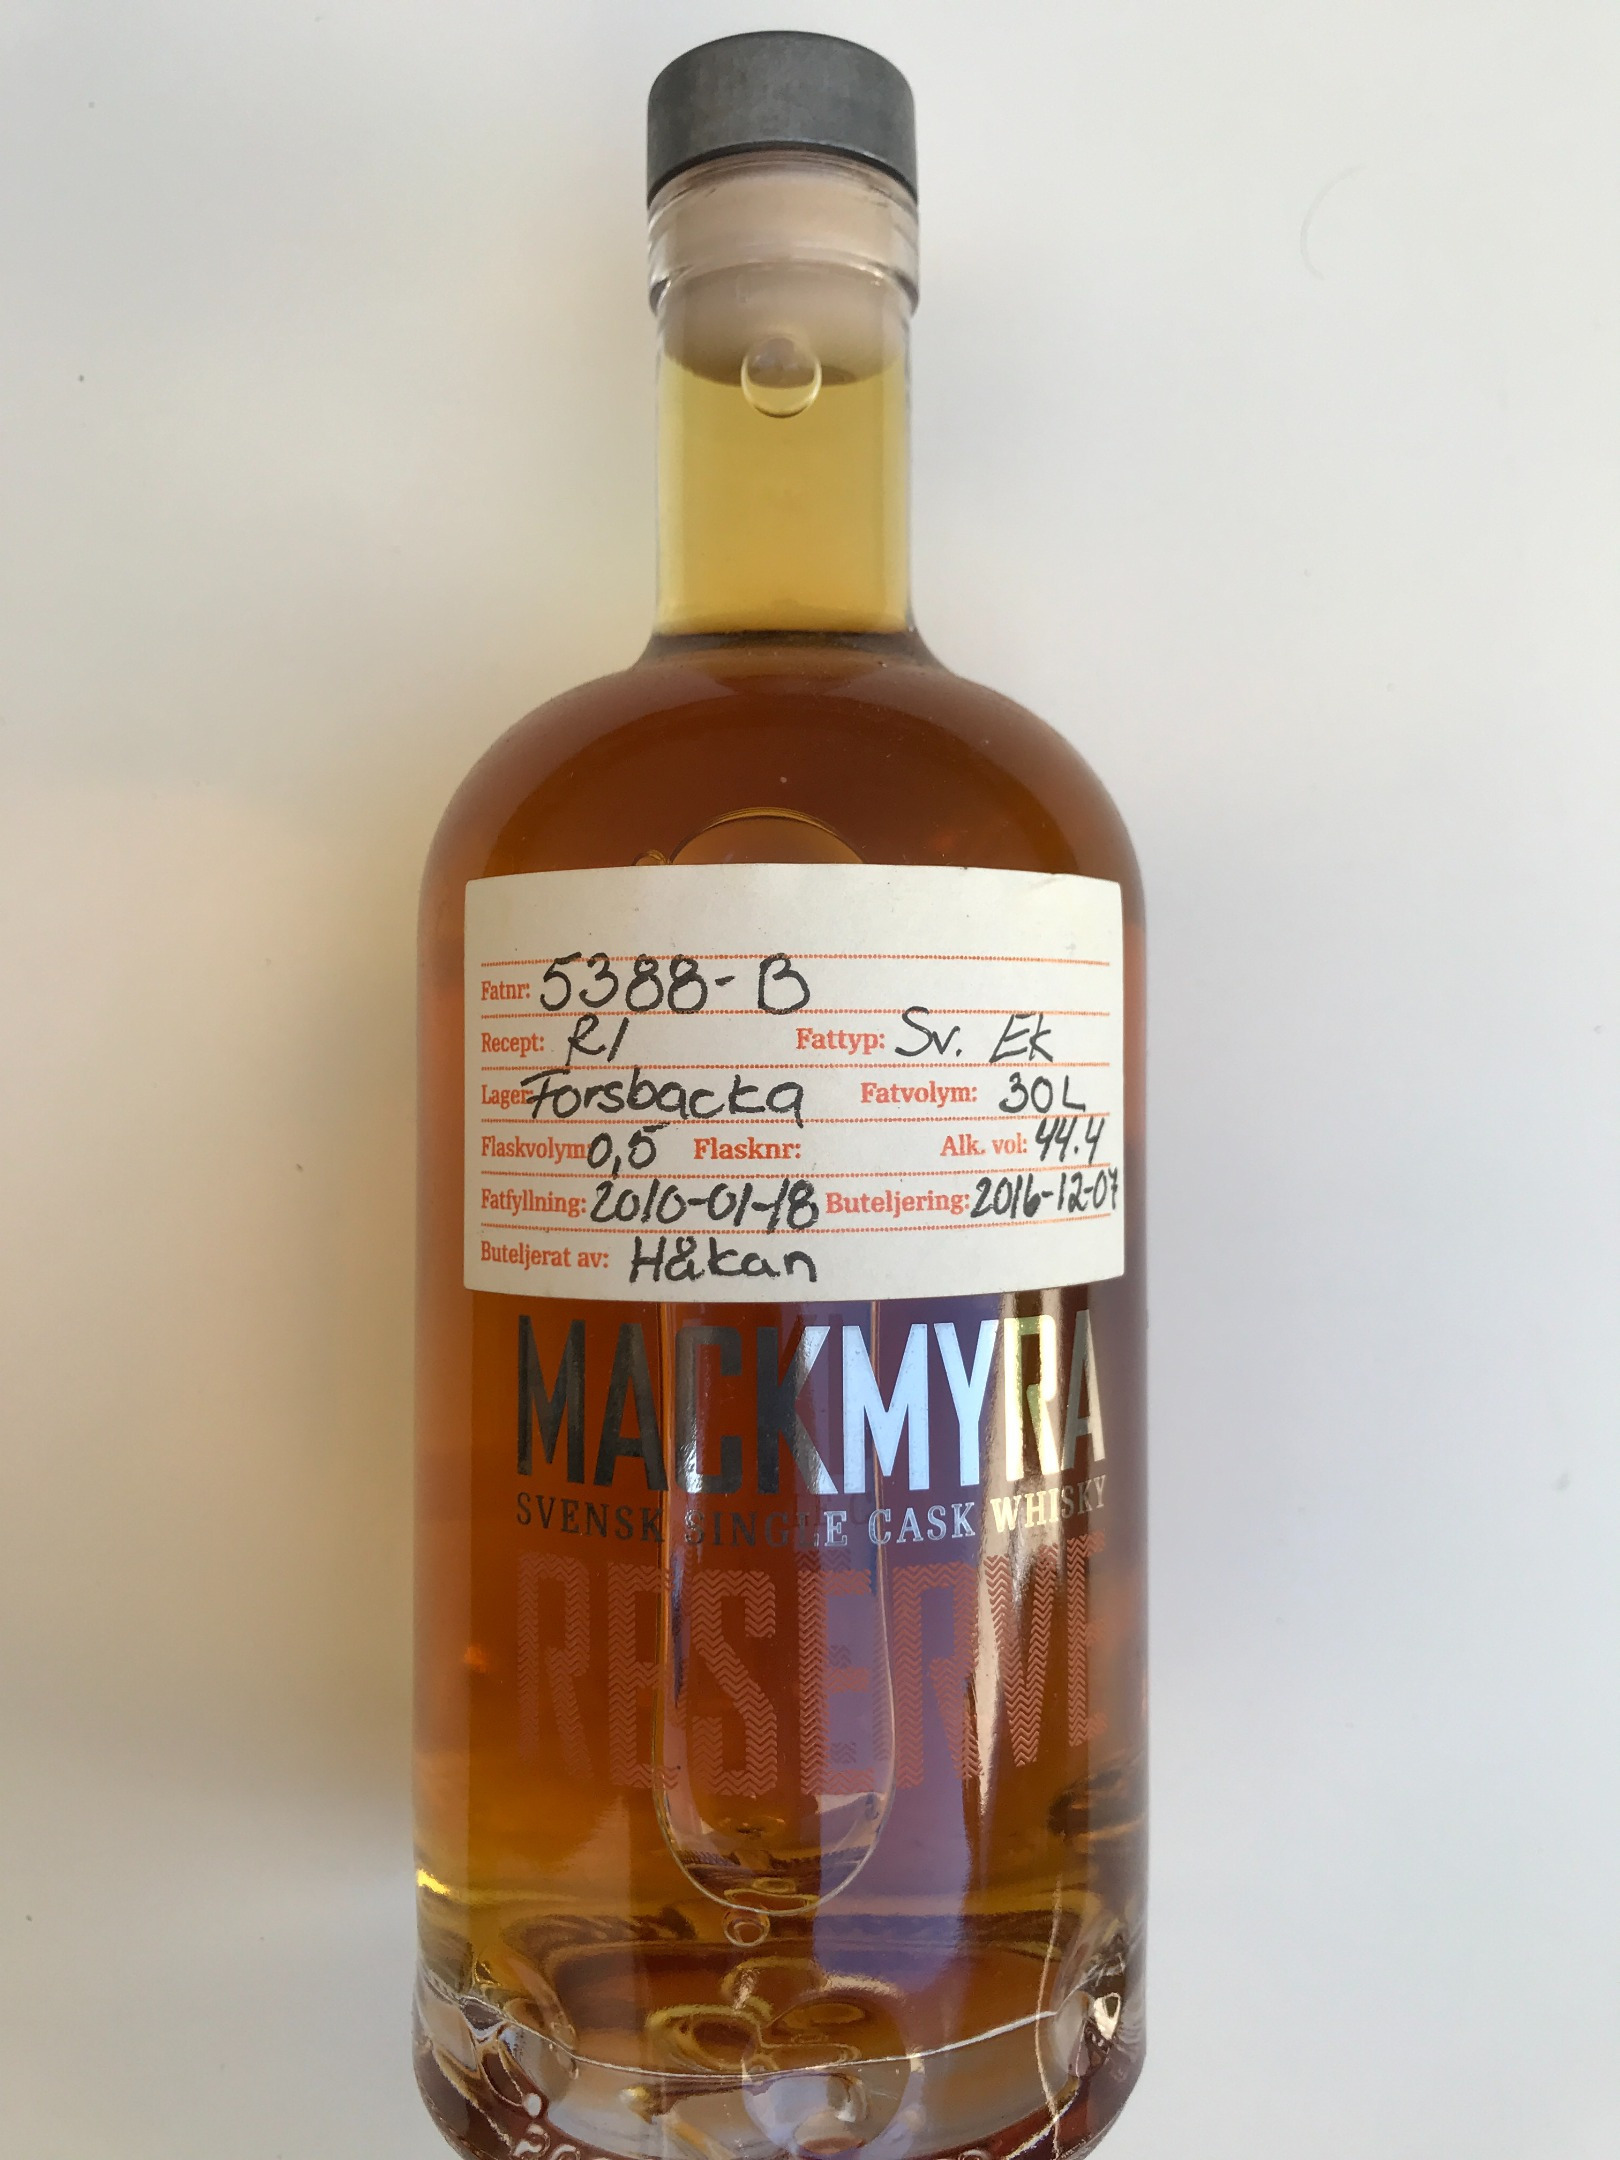 Fatnr: 5388-B
Recept: R1 Fattyp: Sv. Ek
Lager: Forsbacka Fatvolym: 30L
Flaskvolym: 0,5 Flasknr: Alk. vol: 44.4
Fatfyllning: 2010-01-18 Buteljering: 2016-12-07
Buteljerat av: Håkan
MACKMYRA
SVENSK SINGLE CASK WHISKY
RESERVE